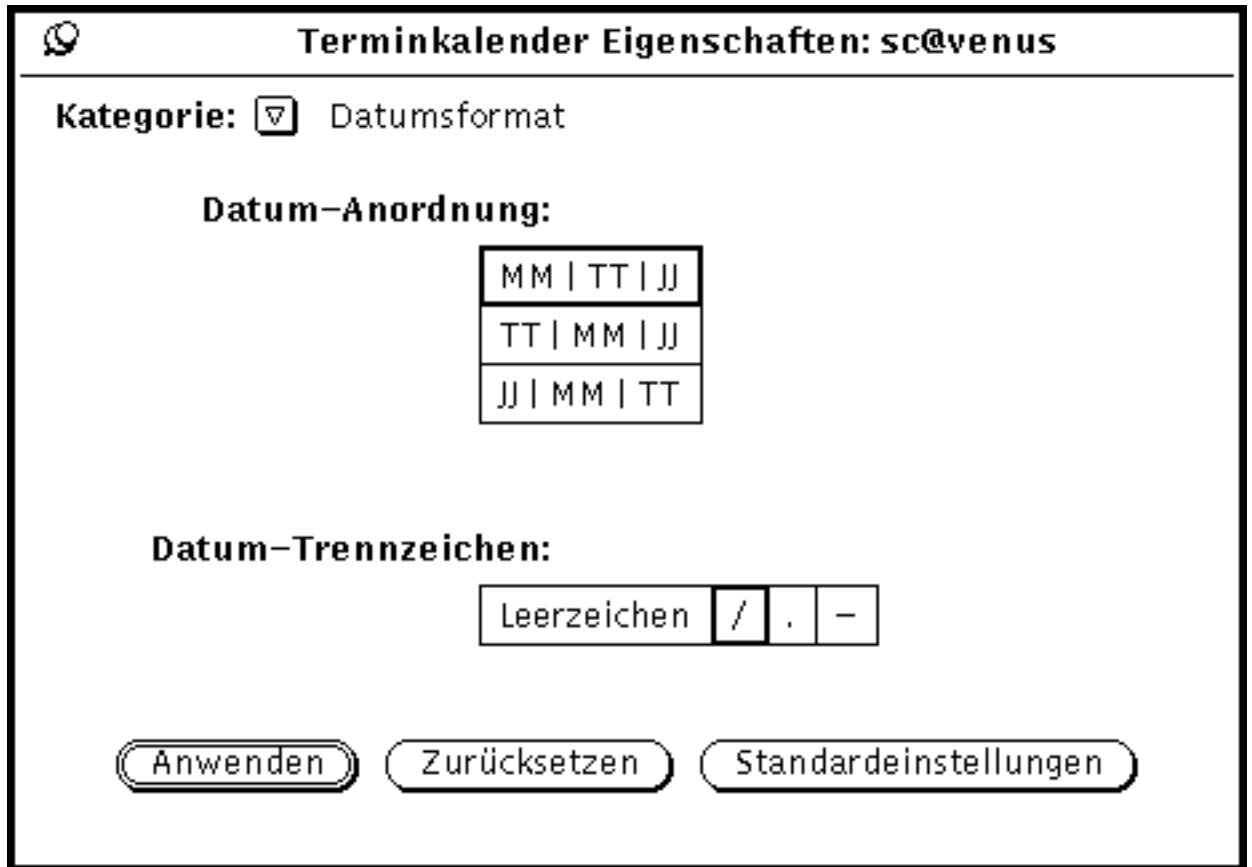 Terminkalender Eigenschaften: sc@venus
Kategorie: Datumsformat
Datum-Anordnung:
MM | TT | JJ
TT | MM | JJ
JJ | MM | TT
Datum-Trennzeichen:
Leerzeichen / . -
Anwenden Zurücksetzen Standardeinstellungen